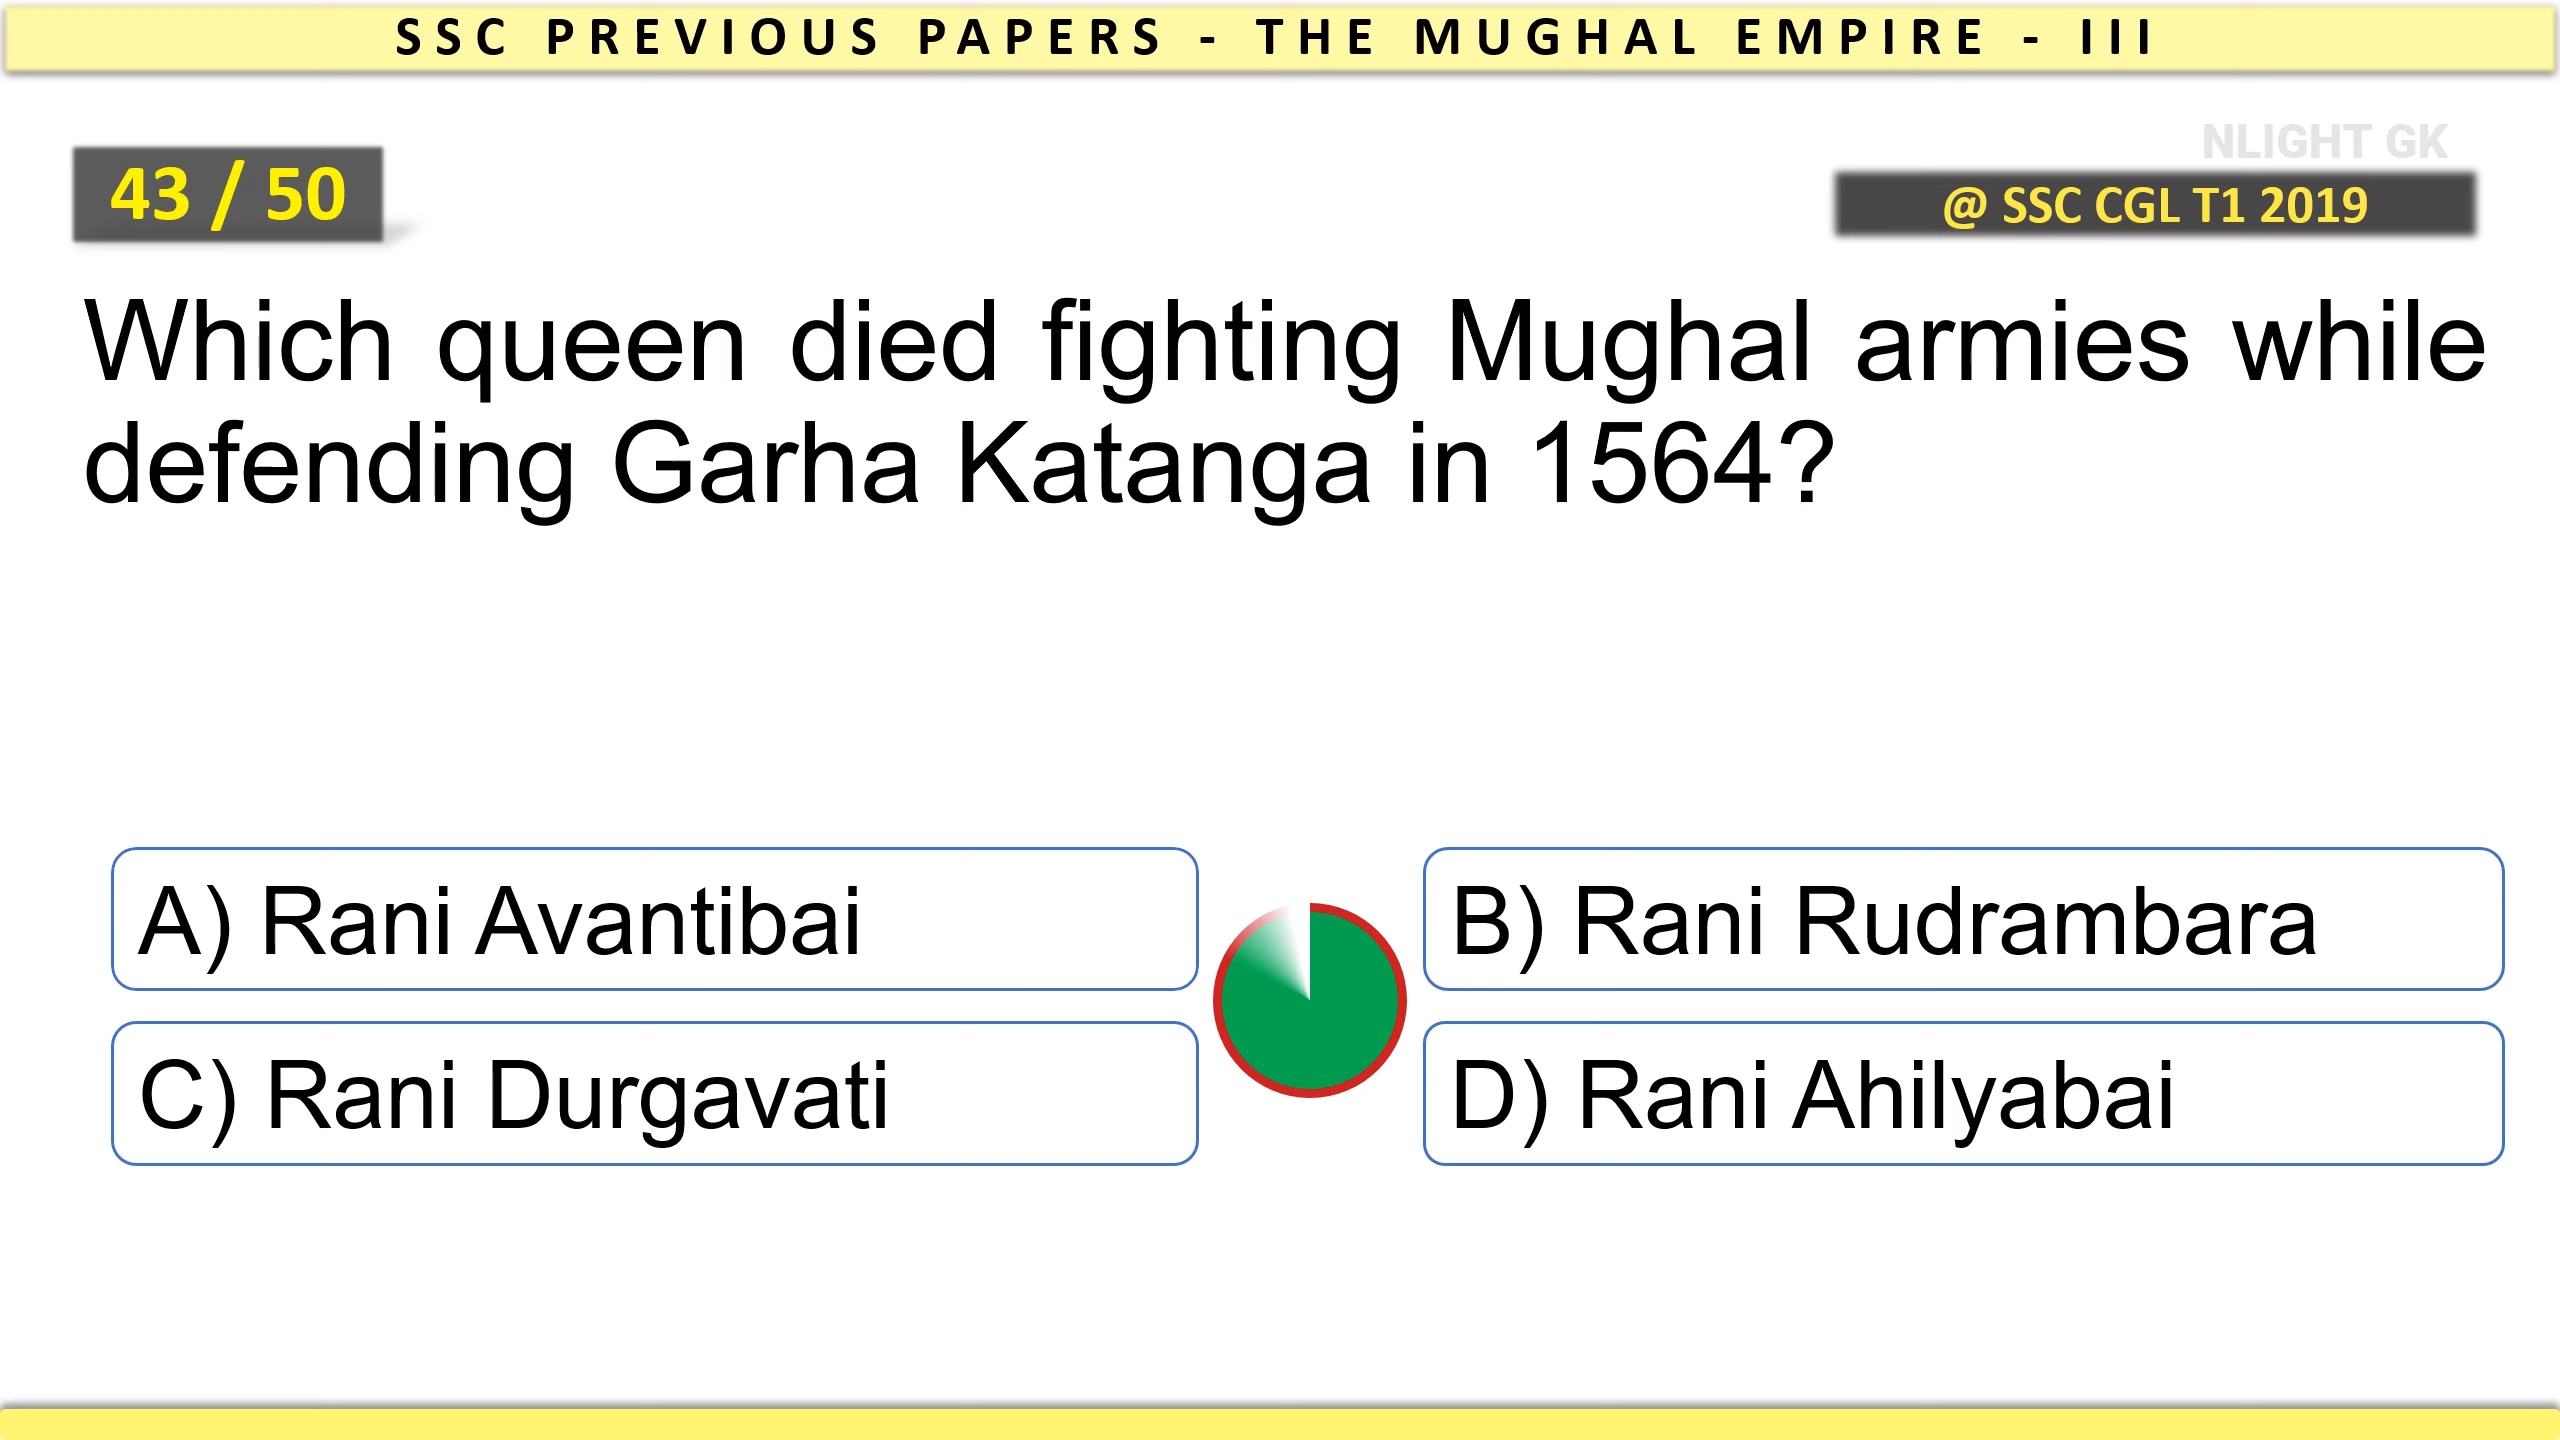 SSC PREVIOUS PAPERS - THE MUGHAL EMPIRE - III
NLIGHT GK
43 / 50
@ SSC CGL T1 2019
Which queen died fighting Mughal armies while
defending Garha Katanga in 1564?
A) Rani Avantibai
B) Rani Rudrambara
C) Rani Durgavati
D) Rani Ahilyabai